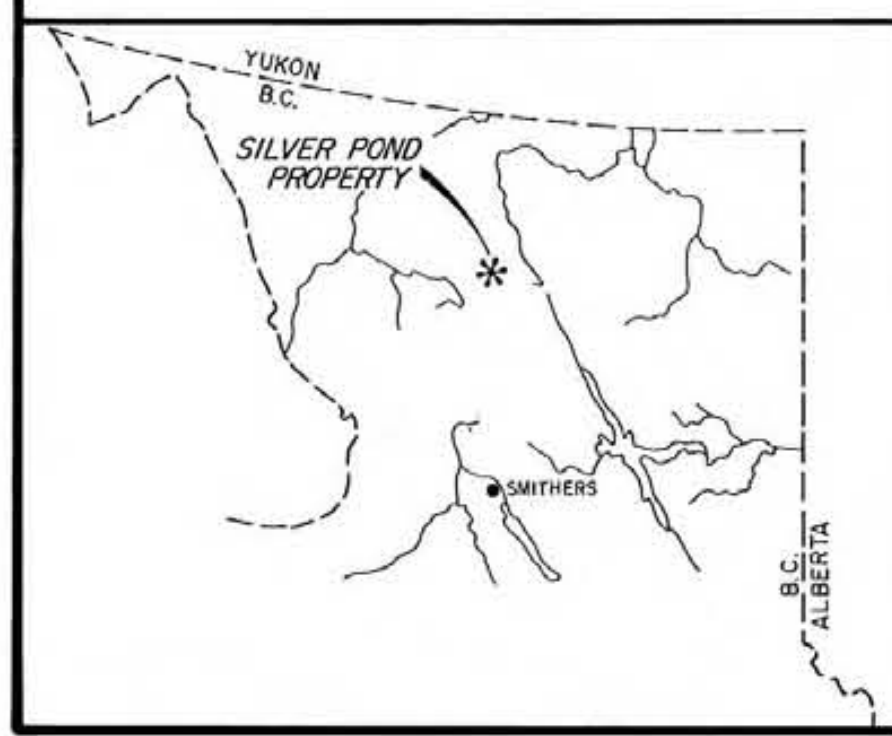 YUKON
B.C.
SILVER POND
PROPERTY
SMITHERS
B.C.
ALBERTA